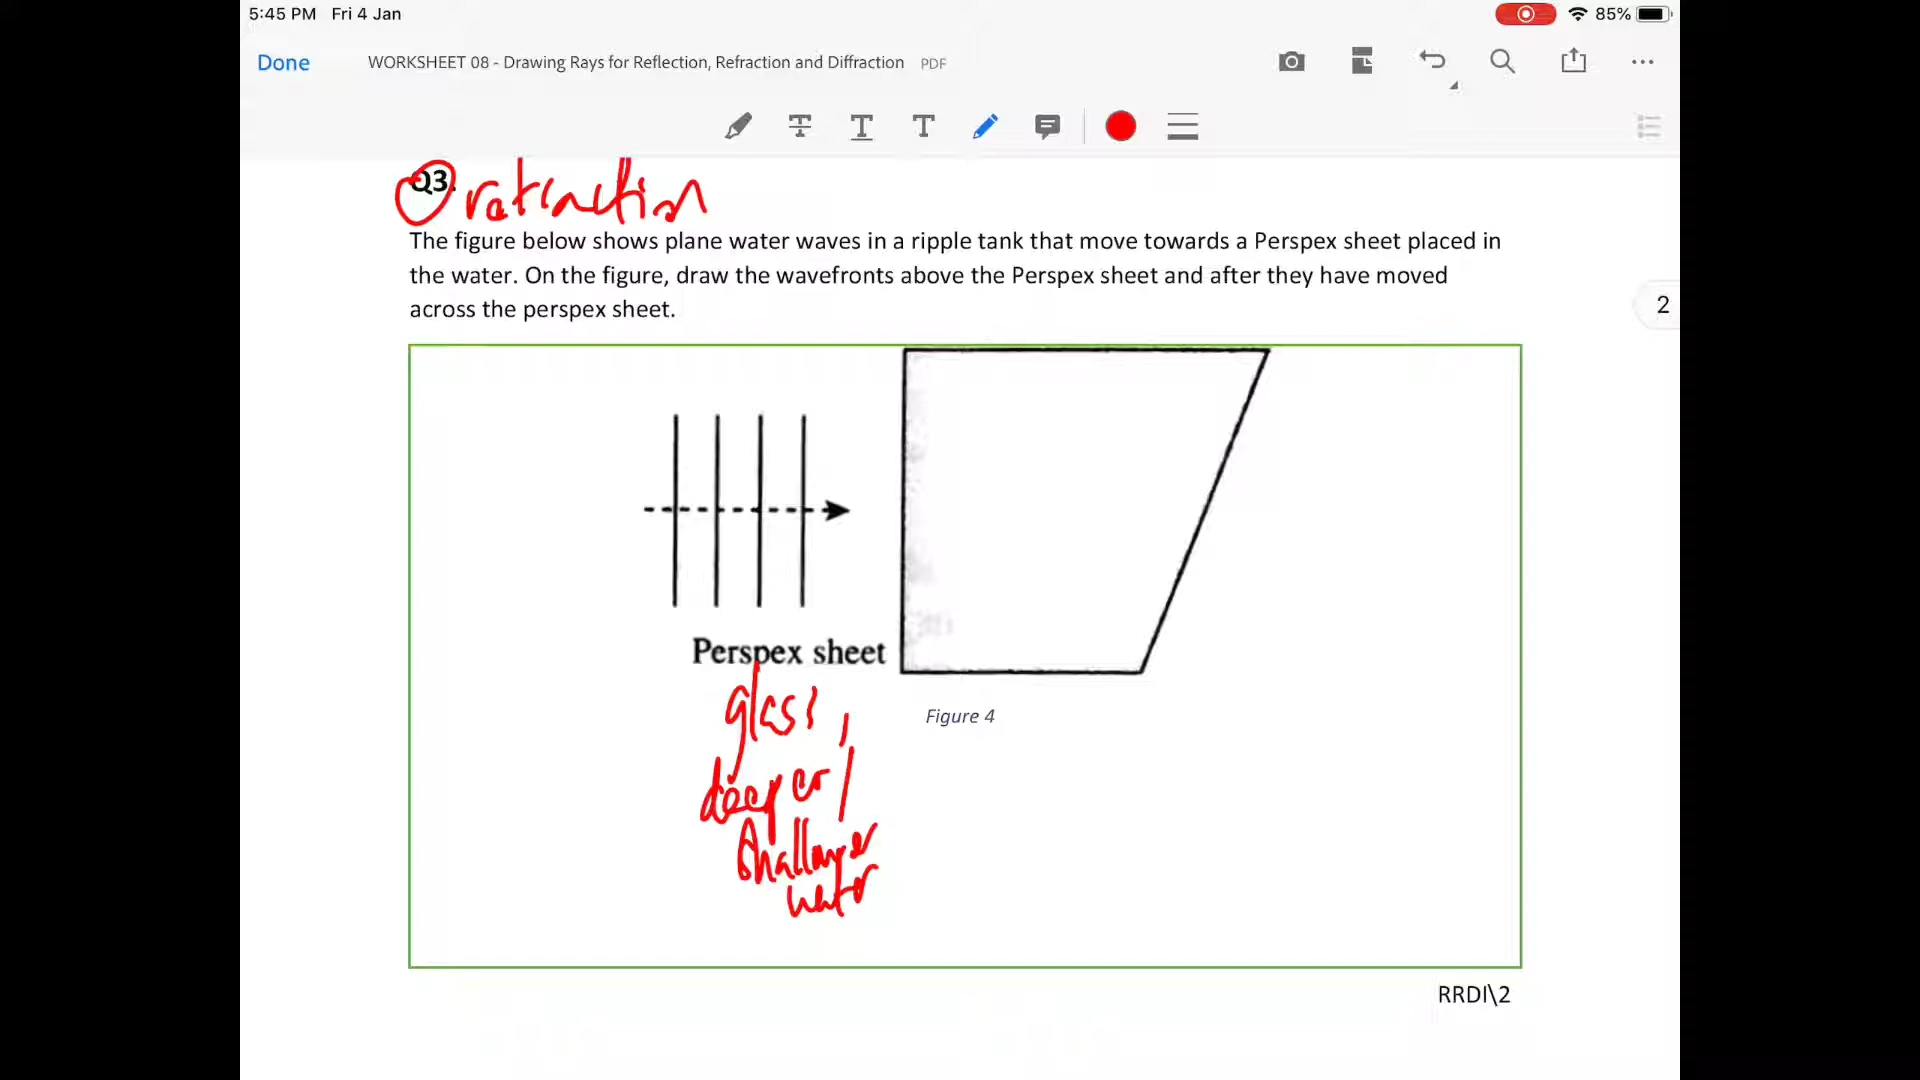 5:45 PM Fri 4 Jan
85%
Done
WORKSHEET 08 - Drawing Rays for Reflection, Refraction and Diffraction PDF
T T T
Q3. refraction
The figure below shows plane water waves in a ripple tank that move towards a Perspex sheet placed in
the water. On the figure, draw the wavefronts above the Perspex sheet and after they have moved
across the perspex sheet.
2
Perspex sheet
glass,
deeper/
shallower
water
Figure 4
RRDI\2